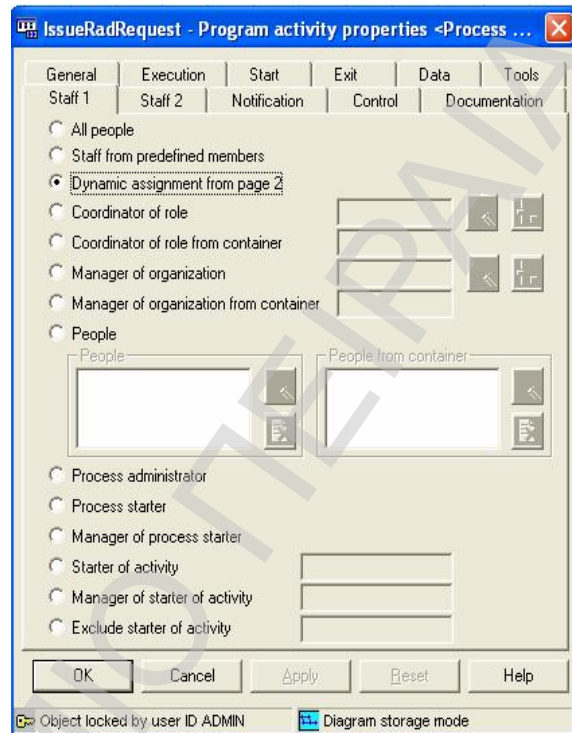 IssueRadRequest - Program activity properties <Process ...
General Execution Start Exit Data Tools
Staff 1 Staff 2 Notification Control Documentation
All people
Staff from predefined members
Dynamic assignment from page 2
Coordinator of role
Coordinator of role from container
Manager of organization
Manager of organization from container
People
People People from container
Process administrator
Process starter
Manager of process starter
Starter of activity
Manager of starter of activity
Exclude starter of activity
OK Cancel Apply Reset Help
Object locked by user ID ADMIN Diagram storage mode
ΠΕΙΡΑΙΑ